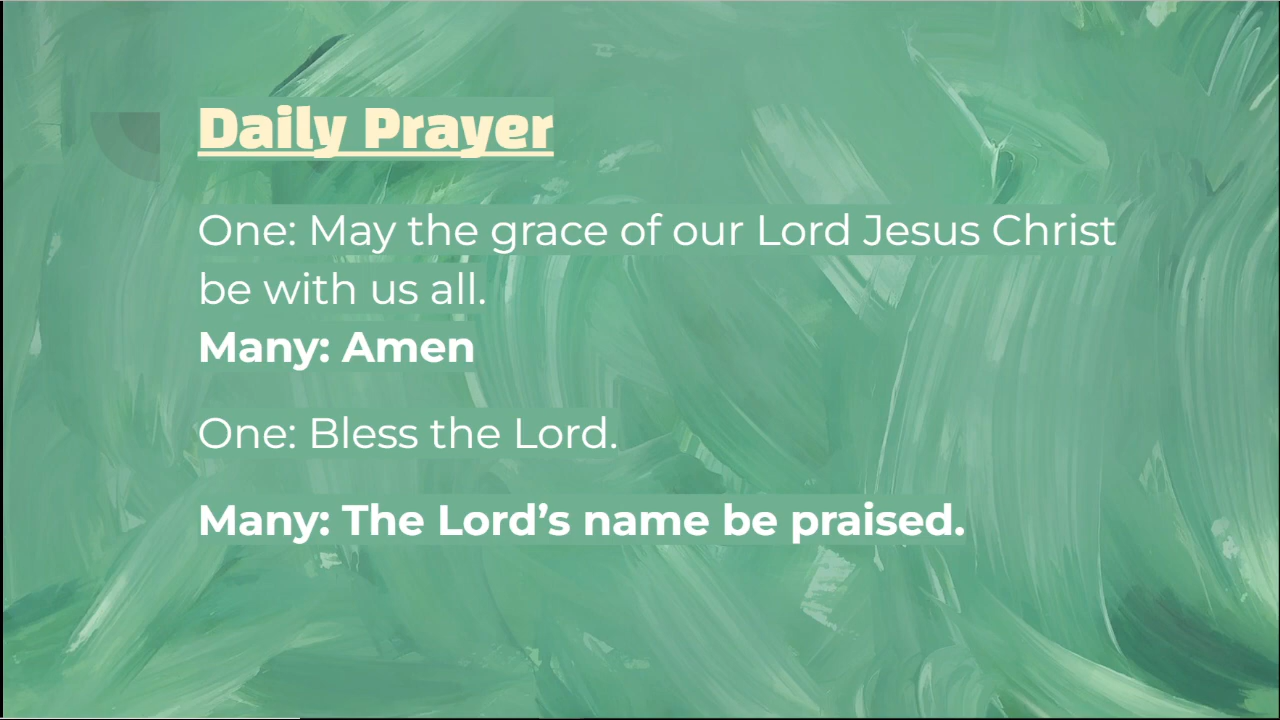 Daily Prayer
One: May the grace of our Lord Jesus Christ
be with us all.
Many: Amen
One: Bless the Lord.
Many: The Lord’s name be praised.